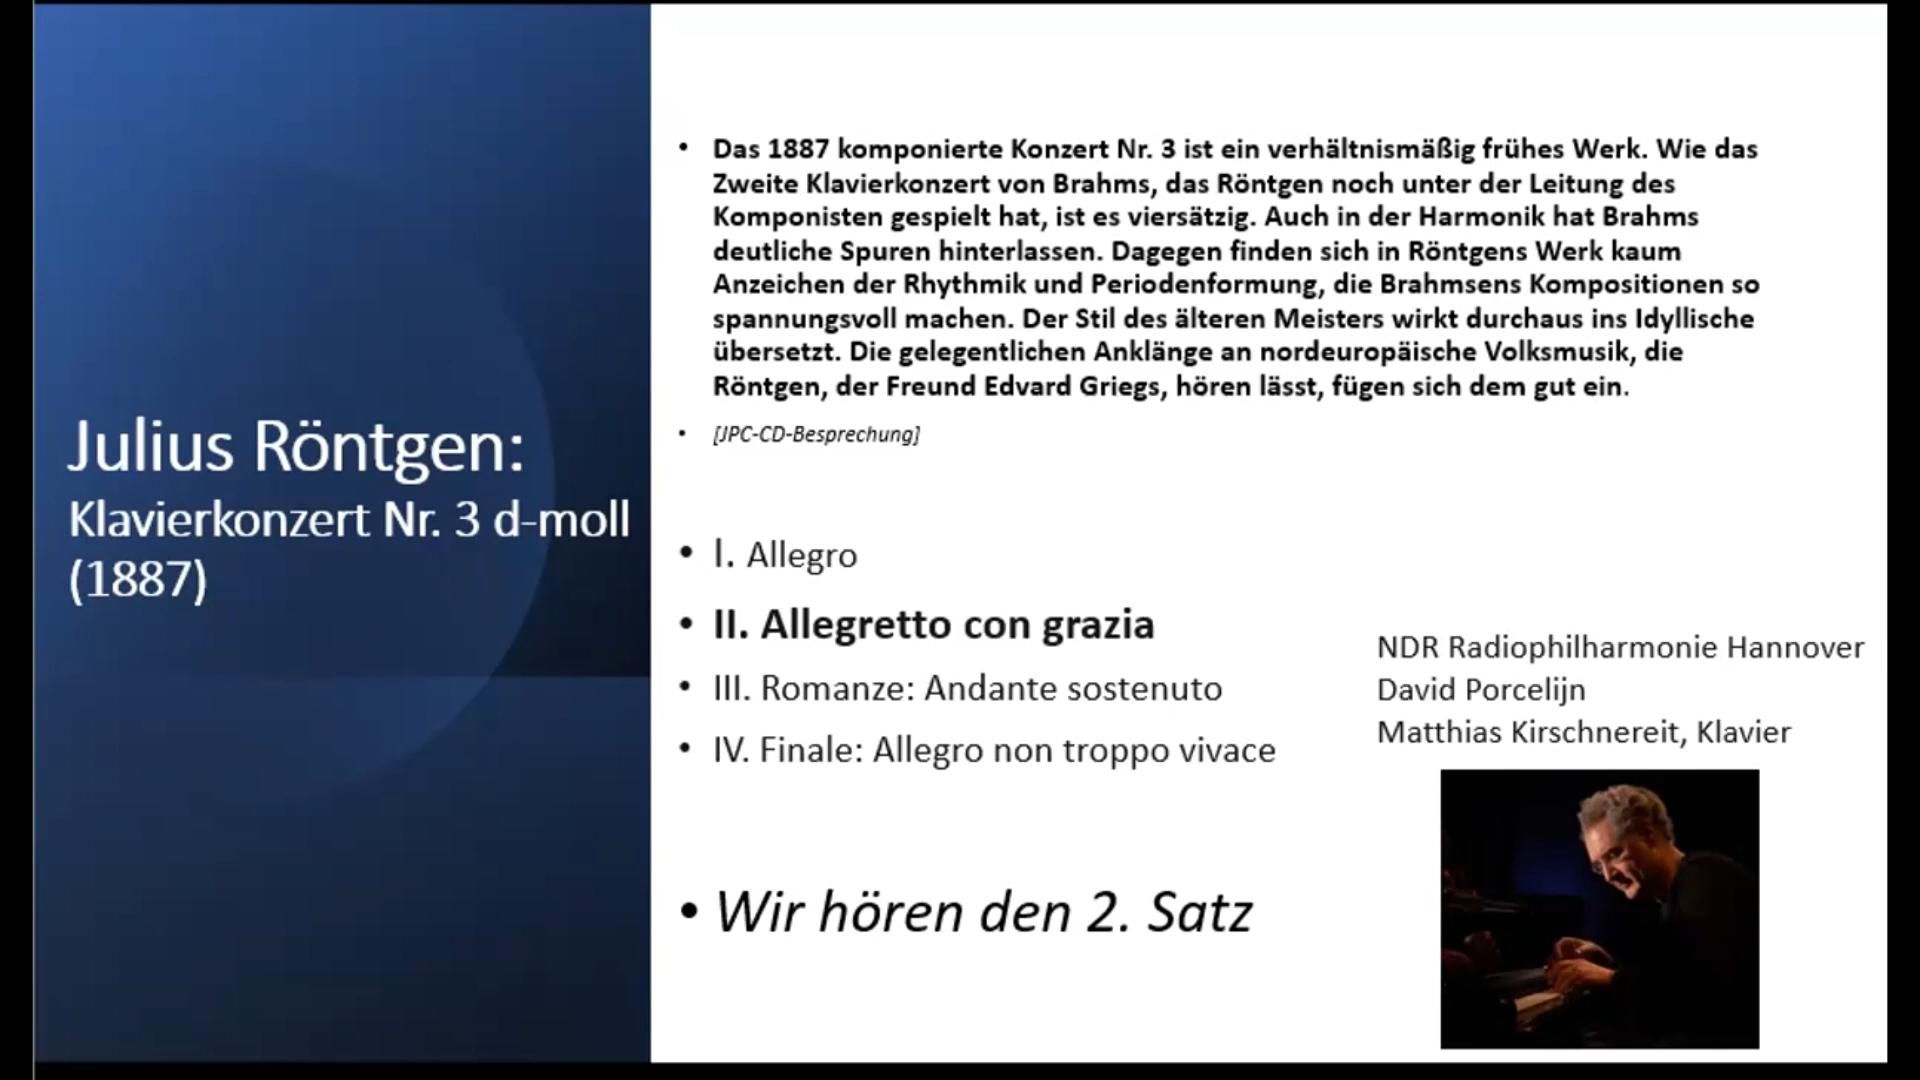 Julius Röntgen:
Klavierkonzert Nr. 3 d-moll
(1887)
• Das 1887 komponierte Konzert Nr. 3 ist ein verhältnismäßig frühes Werk. Wie das
Zweite Klavierkonzert von Brahms, das Röntgen noch unter der Leitung des
Komponisten gespielt hat, ist es viersätzig. Auch in der Harmonik hat Brahms
deutliche Spuren hinterlassen. Dagegen finden sich in Röntgens Werk kaum
Anzeichen der Rhythmik und Periodenformung, die Brahmsens Kompositionen so
spannungsvoll machen. Der Stil des älteren Meisters wirkt durchaus ins Idyllische
übersetzt. Die gelegentlichen Anklänge an nordeuropäische Volksmusik, die
Röntgen, der Freund Edvard Griegs, hören lässt, fügen sich dem gut ein.
• [JPC-CD-Besprechung]
• I. Allegro
• II. Allegretto con grazia
• III. Romanze: Andante sostenuto
• IV. Finale: Allegro non troppo vivace
NDR Radiophilharmonie Hannover
David Porcelijn
Matthias Kirschnereit, Klavier
• Wir hören den 2. Satz